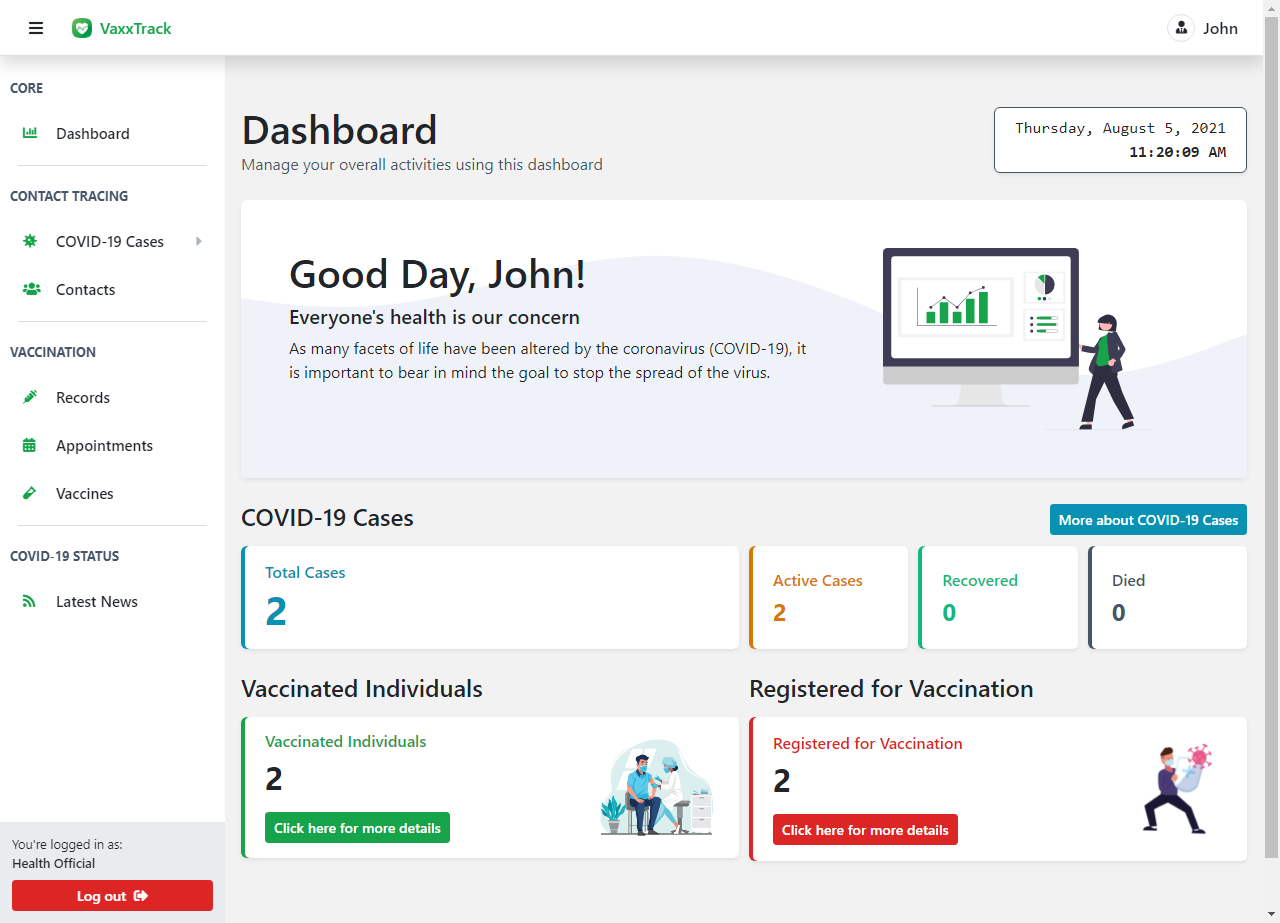 VaxxTrack
John
CORE
Dashboard
CONTACT TRACING
COVID-19 Cases
Contacts
VACCINATION
Records
Appointments
Vaccines
COVID-19 STATUS
Latest News
You're logged in as:
Health Official
Log out
Dashboard
Manage your overall activities using this dashboard
Thursday, August 5, 2021
11:20:09 AM
Good Day, John!
Everyone's health is our concern
As many facets of life have been altered by the coronavirus (COVID-19), it
is important to bear in mind the goal to stop the spread of the virus.
COVID-19 Cases
More about COVID-19 Cases
Total Cases
2
Active Cases
2
Recovered
0
Died
0
Vaccinated Individuals
Vaccinated Individuals
2
Click here for more details
Registered for Vaccination
Registered for Vaccination
2
Click here for more details